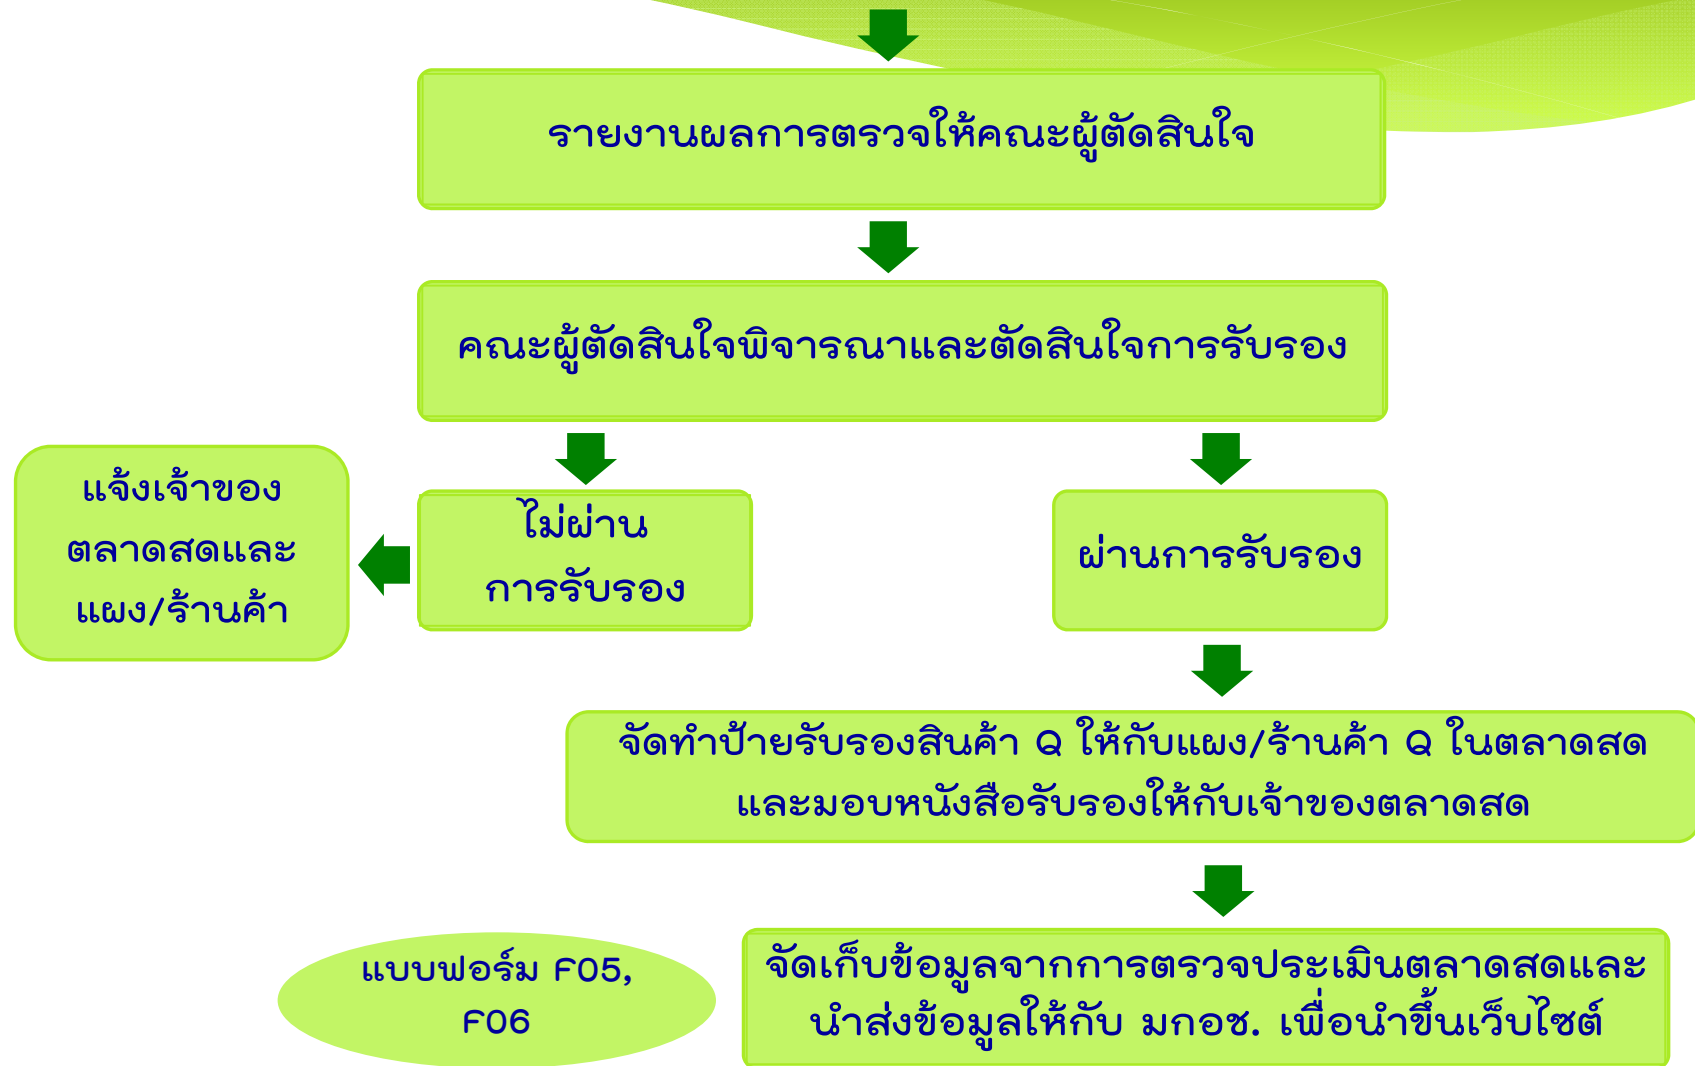 รายงานผลการตรวจให้คณะผู้ตัดสินใจ
คณะผู้ตัดสินใจพิจารณาและตัดสินใจการรับรอง
แจ้งเจ้าของ
ตลาดสดและ
แผง/ร้านค้า
ไม่ผ่าน
การรับรอง
ผ่านการรับรอง
จัดทำป้ายรับรองสินค้า Q ให้กับแผง/ร้านค้า Q ในตลาดสด
และมอบหนังสือรับรองให้กับเจ้าของตลาดสด
แบบฟอร์ม F05,
F06
จัดเก็บข้อมูลจากการตรวจประเมินตลาดสดและ
นำส่งข้อมูลให้กับ มกอช. เพื่อนำขึ้นเว็บไซต์